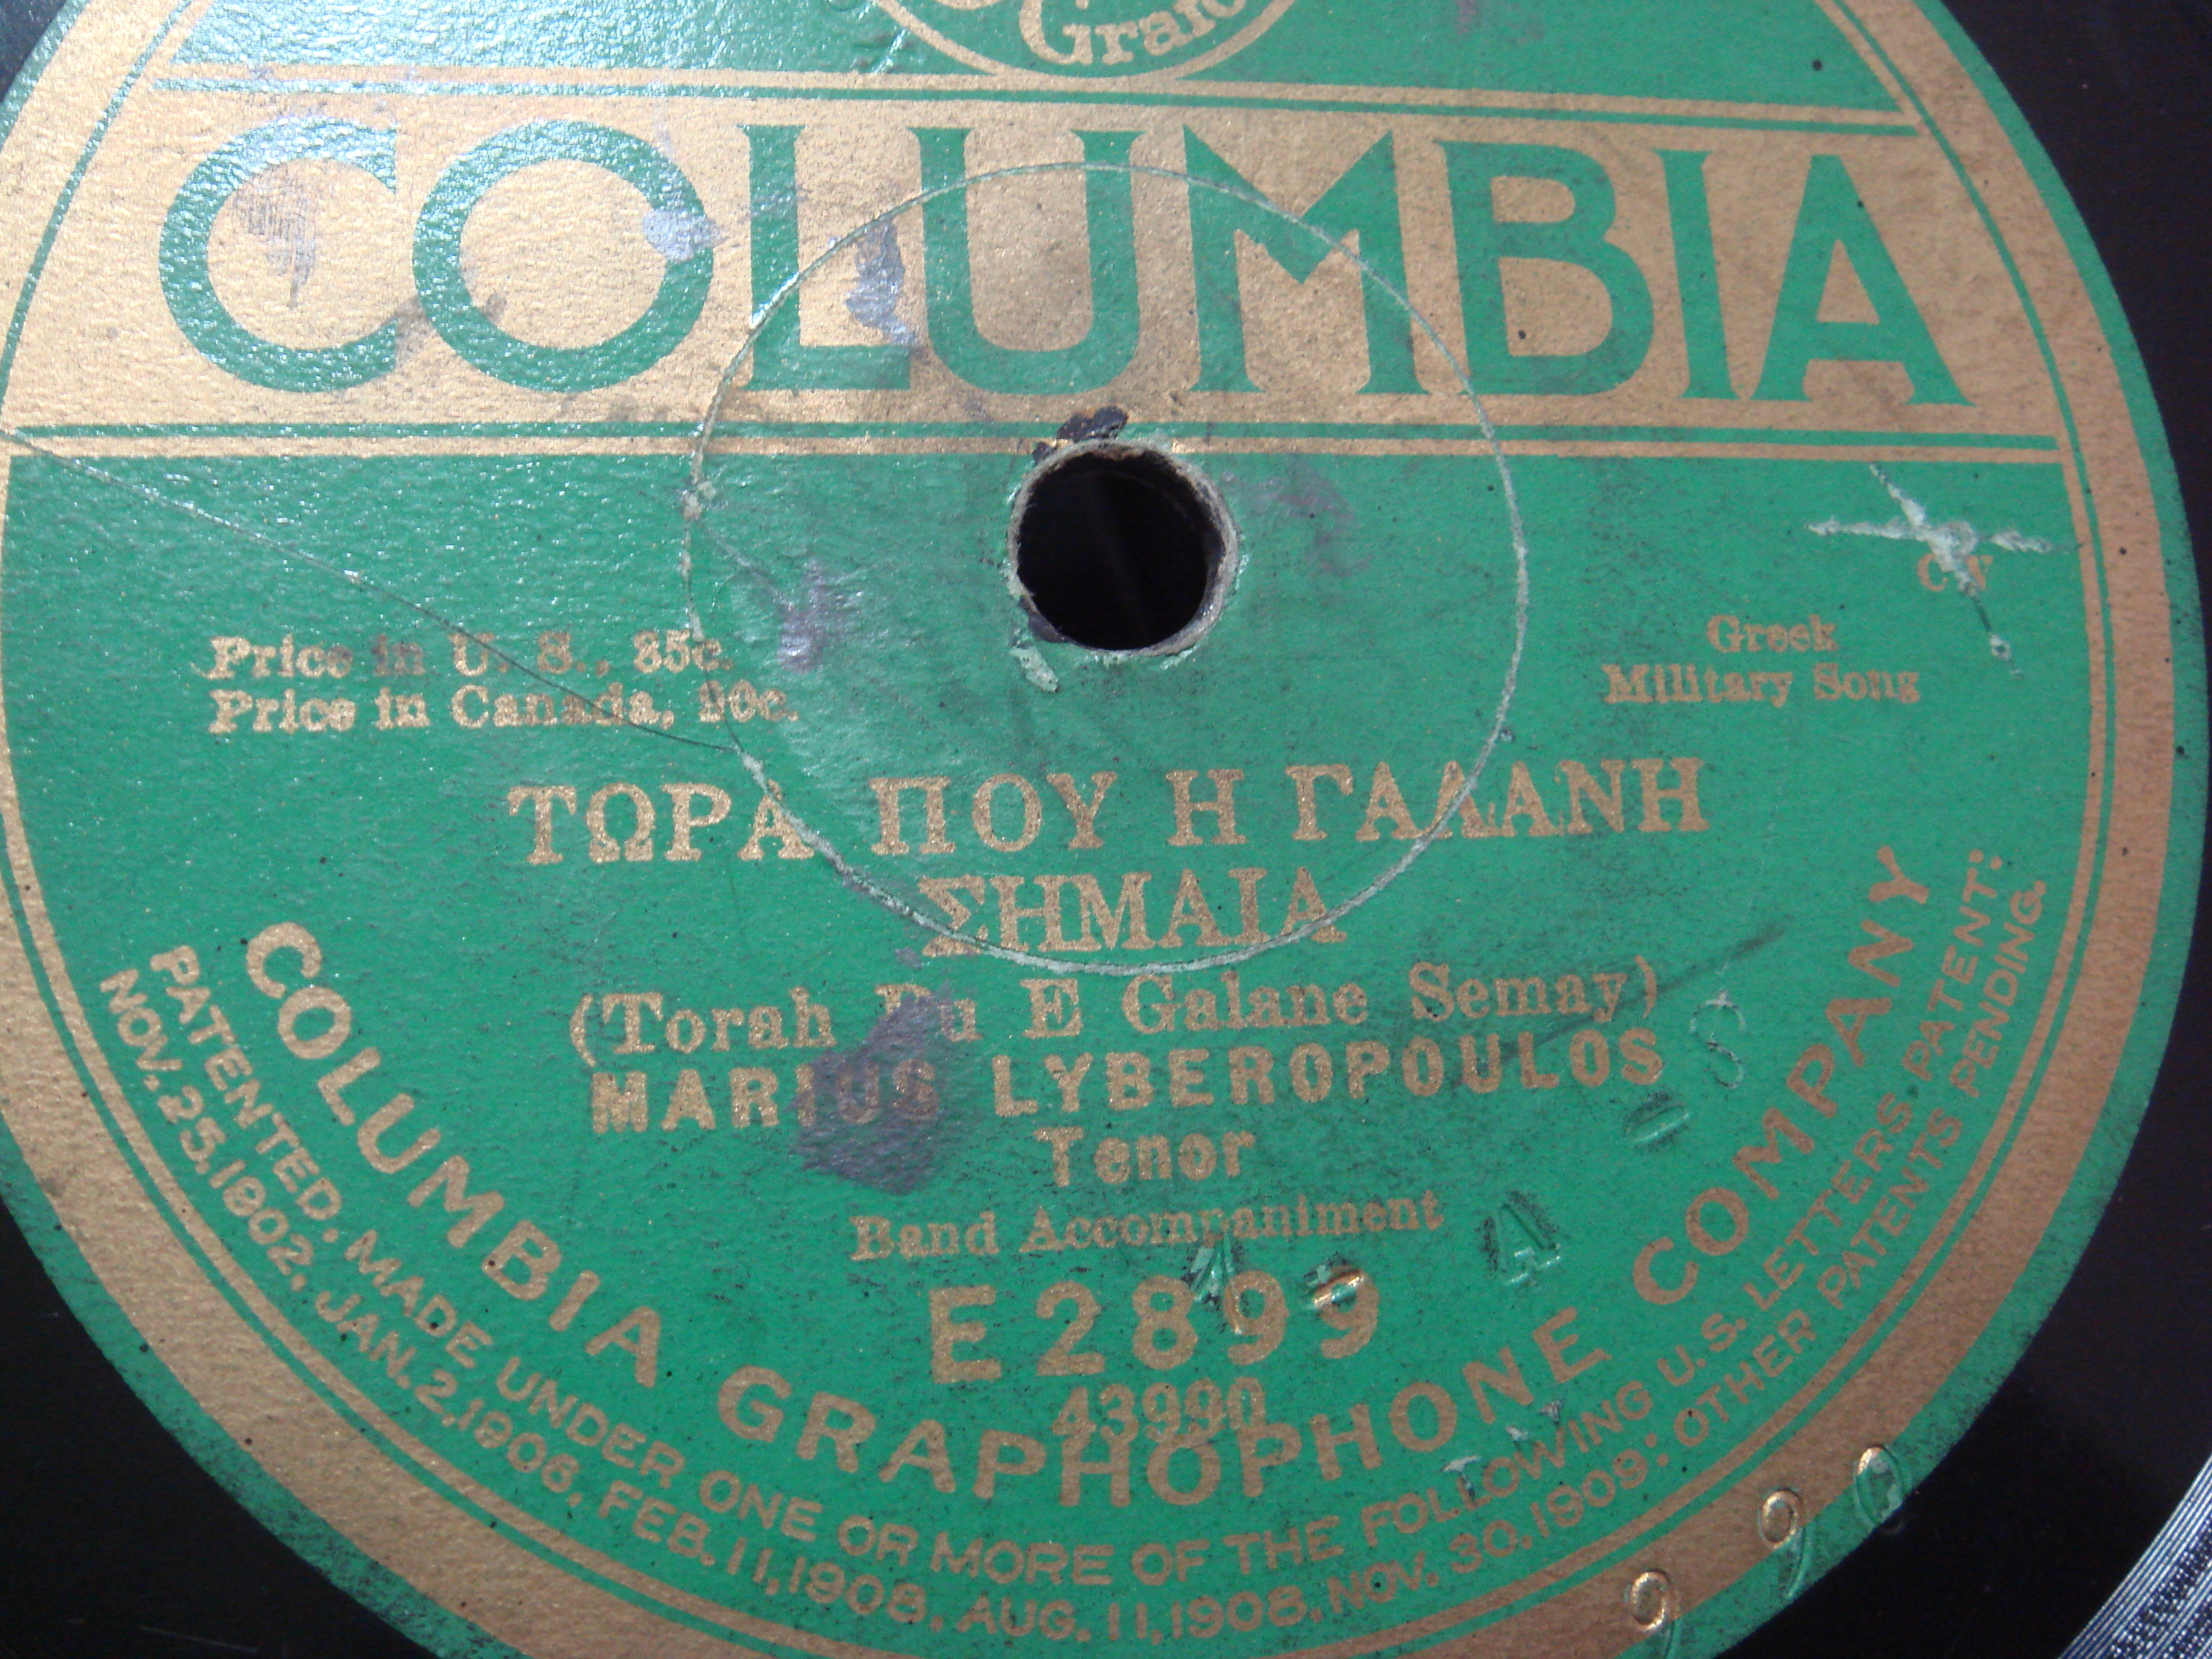 COLUMBIA
Price in U. S., 85c.
Price in Canada, 90c.
Greek
Military Song
ΤΩΡΑ ΠΟΥ Η ΓΑΛΑΝΗ
ΣΗΜΑΙΑ
(Torah Pu E Galane Semay)
MARIUS LYBEROPOULOS
Tenor
Band Accompaniment
E2899
43990
COLUMBIA GRAPHOPHONE COMPANY
PATENTED. MADE UNDER ONE OR MORE OF THE FOLLOWING U.S. LETTERS PATENT:
NOV. 25, 1902, JAN. 2, 1906, FEB. 11, 1908, AUG. 11, 1908, NOV. 30, 1909; OTHER PATENTS PENDING.